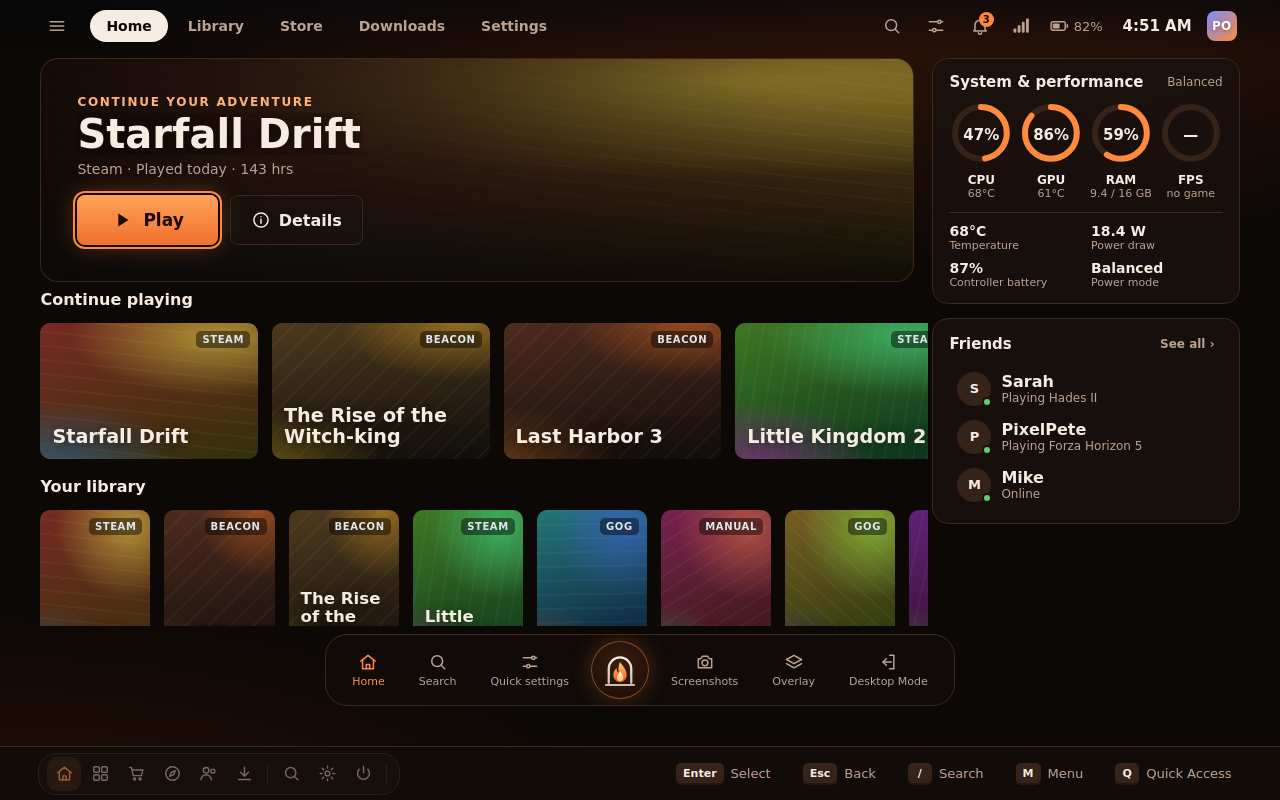 Home
Library
Store
Downloads
Settings
3
82%
4:51 AM
PO
CONTINUE YOUR ADVENTURE
Starfall Drift
Steam · Played today · 143 hrs
Play
Details
System & performance
Balanced
47%
86%
59%
—
CPU
GPU
RAM
FPS
68°C
61°C
9.4 / 16 GB
no game
68°C
Temperature
18.4 W
Power draw
87%
Controller battery
Balanced
Power mode
Continue playing
STEAM
Starfall Drift
BEACON
The Rise of the
Witch-king
BEACON
Last Harbor 3
STEA
Little Kingdom 2
Friends
See all ›
S
Sarah
Playing Hades II
P
PixelPete
Playing Forza Horizon 5
M
Mike
Online
Your library
STEAM
BEACON
BEACON
The Rise
of the
STEAM
Little
GOG
MANUAL
GOG
Home
Search
Quick settings
Screenshots
Overlay
Desktop Mode
Enter Select
Esc Back
/ Search
M Menu
Q Quick Access